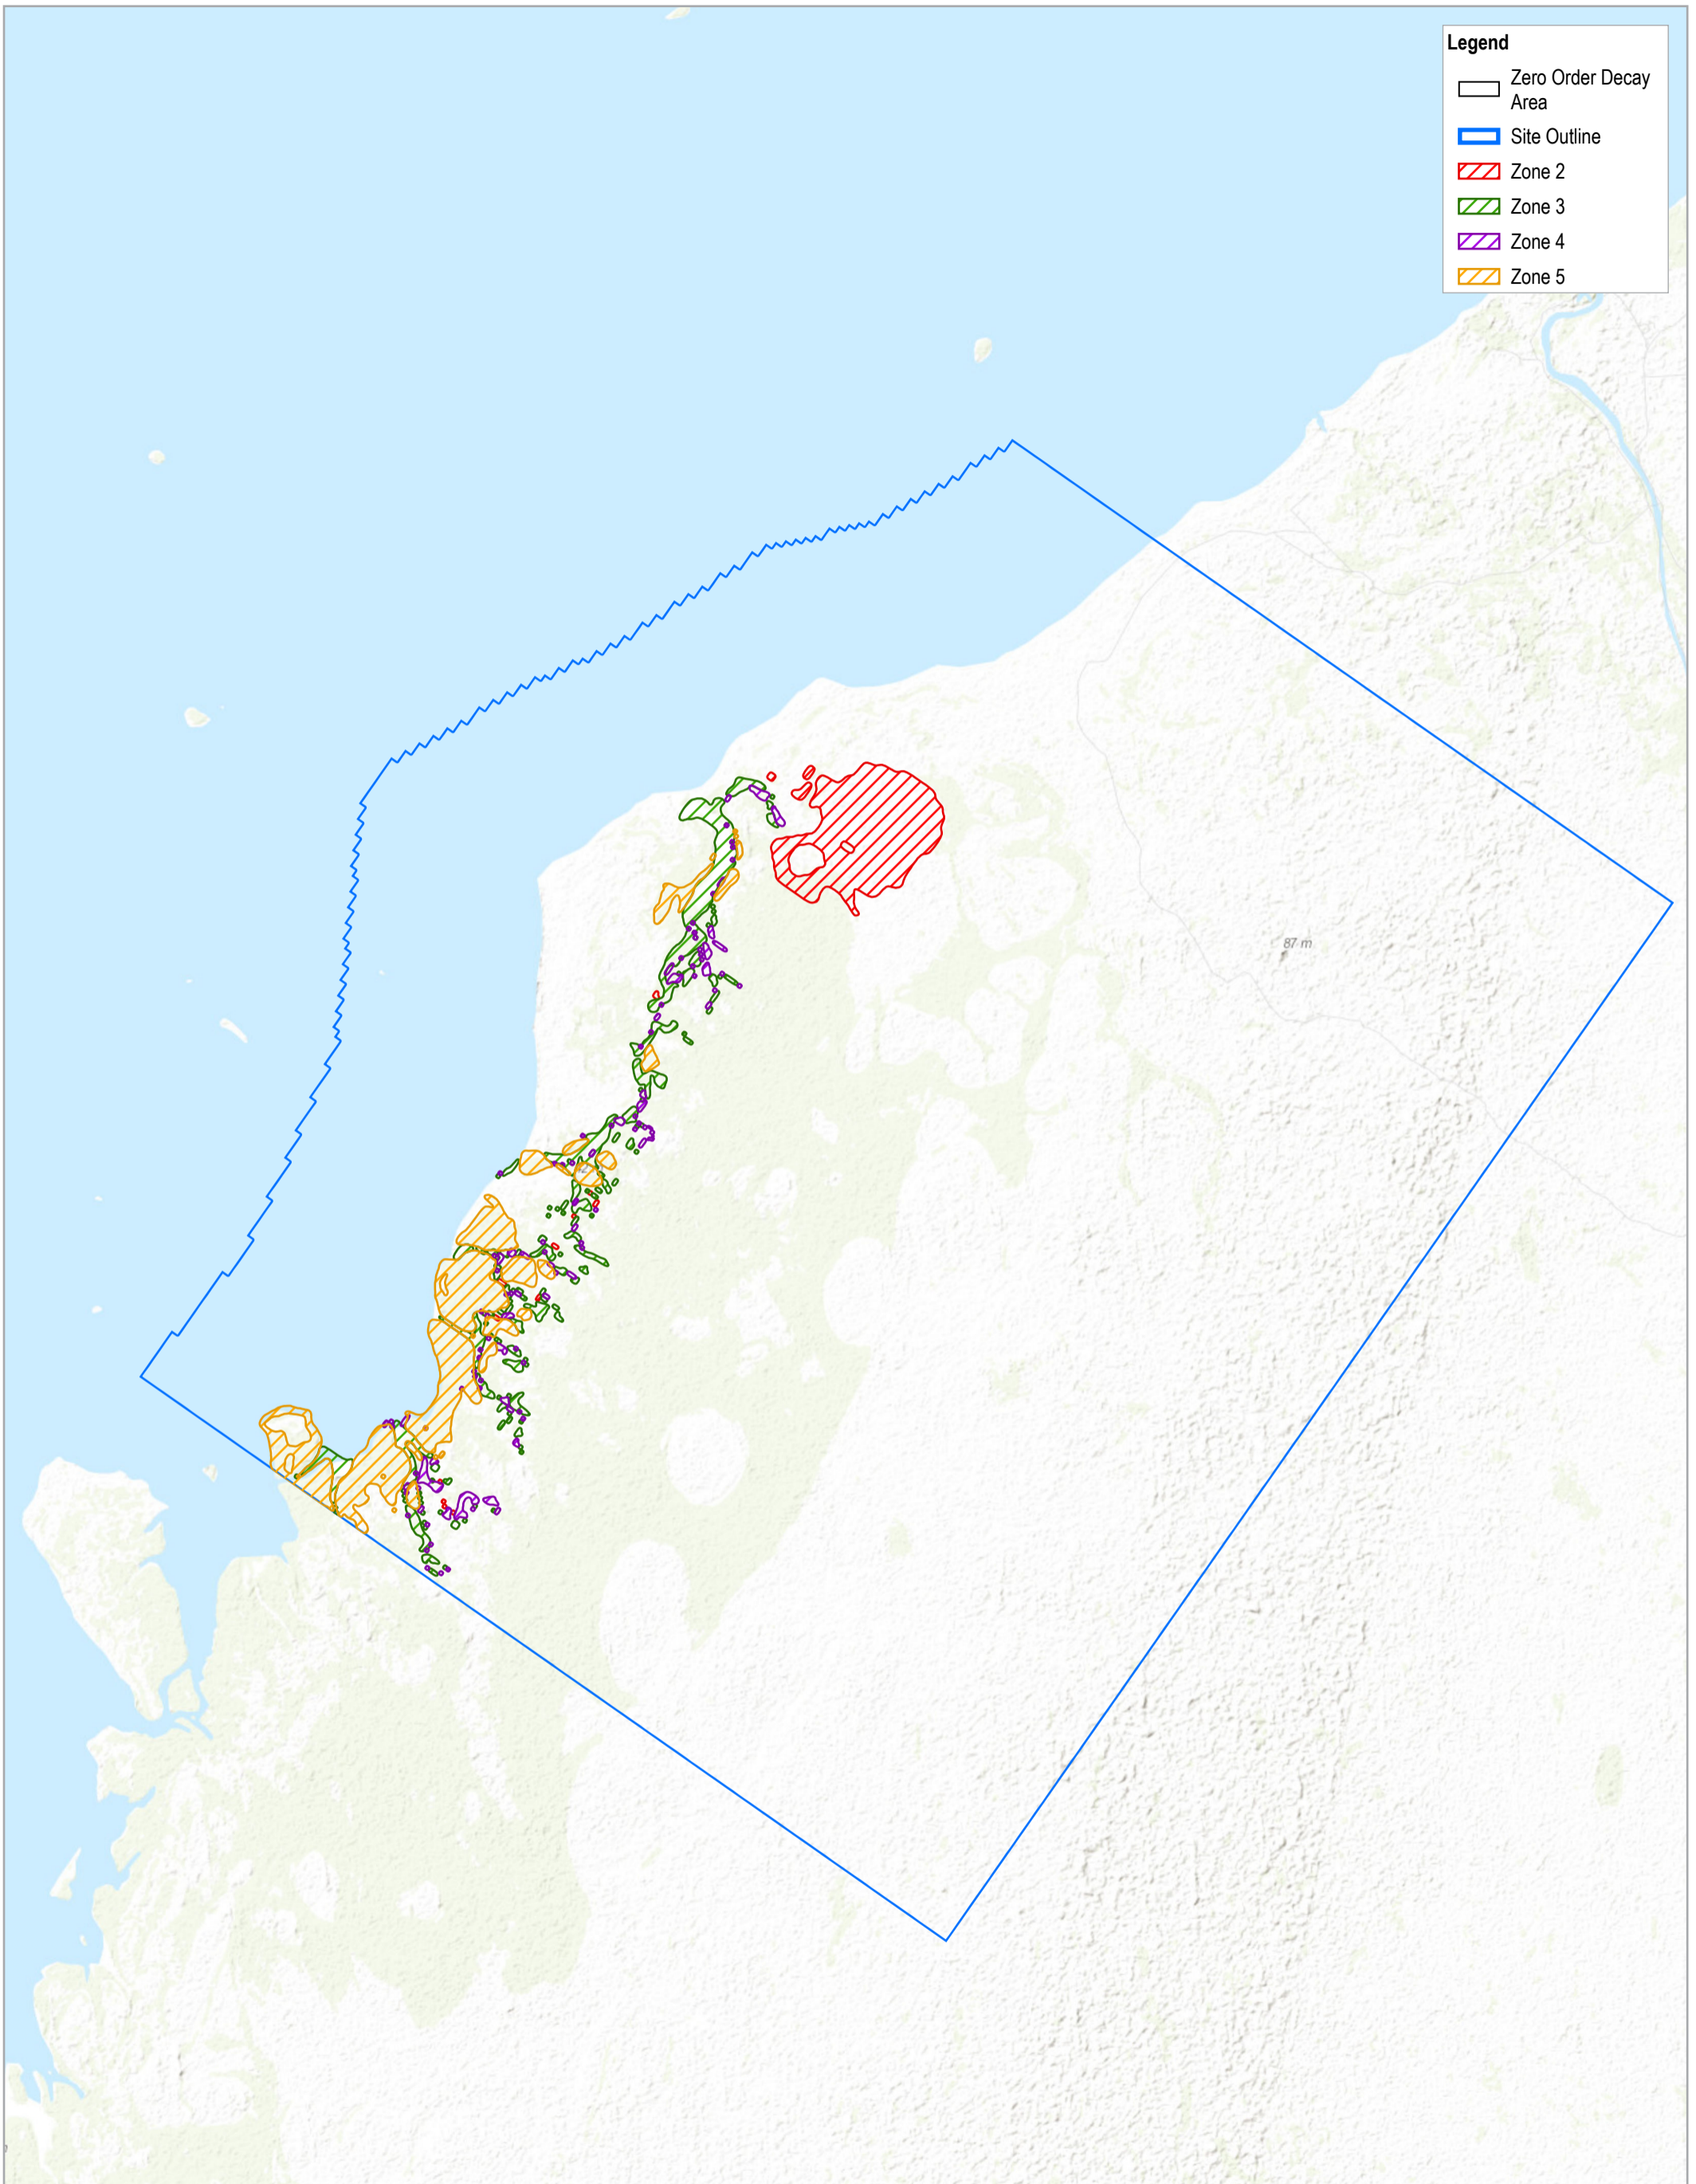 Legend
Zero Order Decay
Area
Site Outline
Zone 2
Zone 3
Zone 4
Zone 5
87 m